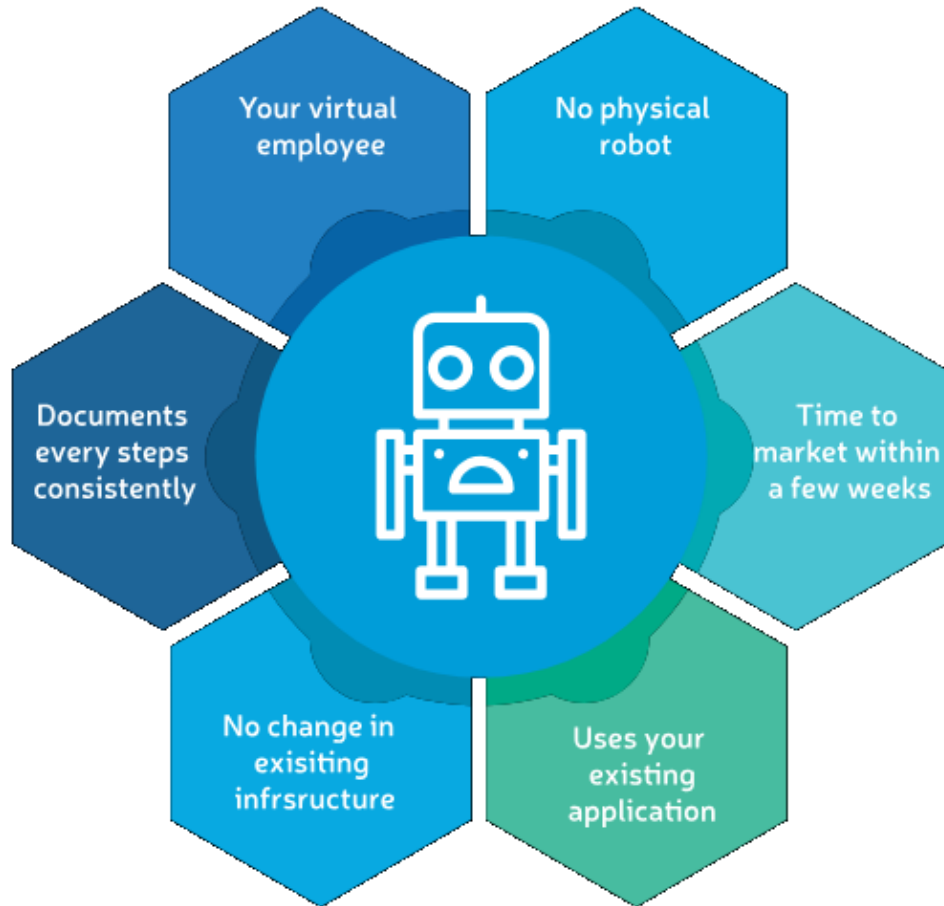 Your virtual
employee
No physical
robot
Documents
every steps
consistently
Time to
market within
a few weeks
No change in
exisiting
infrsructure
Uses your
existing
application